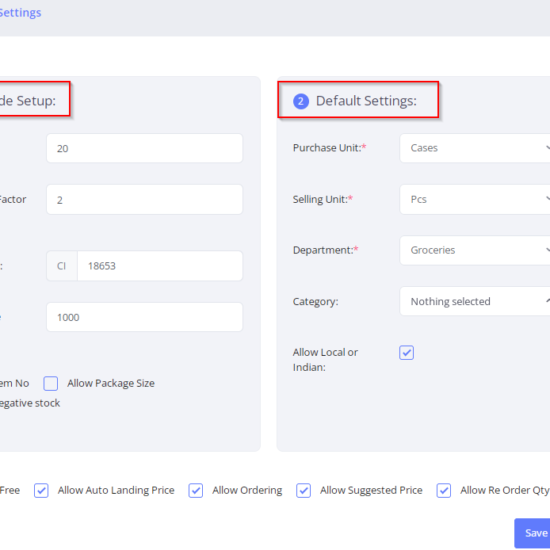 Settings
de Setup:
20
Factor
2
:
CI 18653
1000
em No
Allow Package Size
egative stock
2 Default Settings:
Purchase Unit:*
Cases
Selling Unit:*
Pcs
Department:*
Groceries
Category:
Nothing selected
Allow Local or
Indian:
Free
Allow Auto Landing Price
Allow Ordering
Allow Suggested Price
Allow Re Order Qty
Save